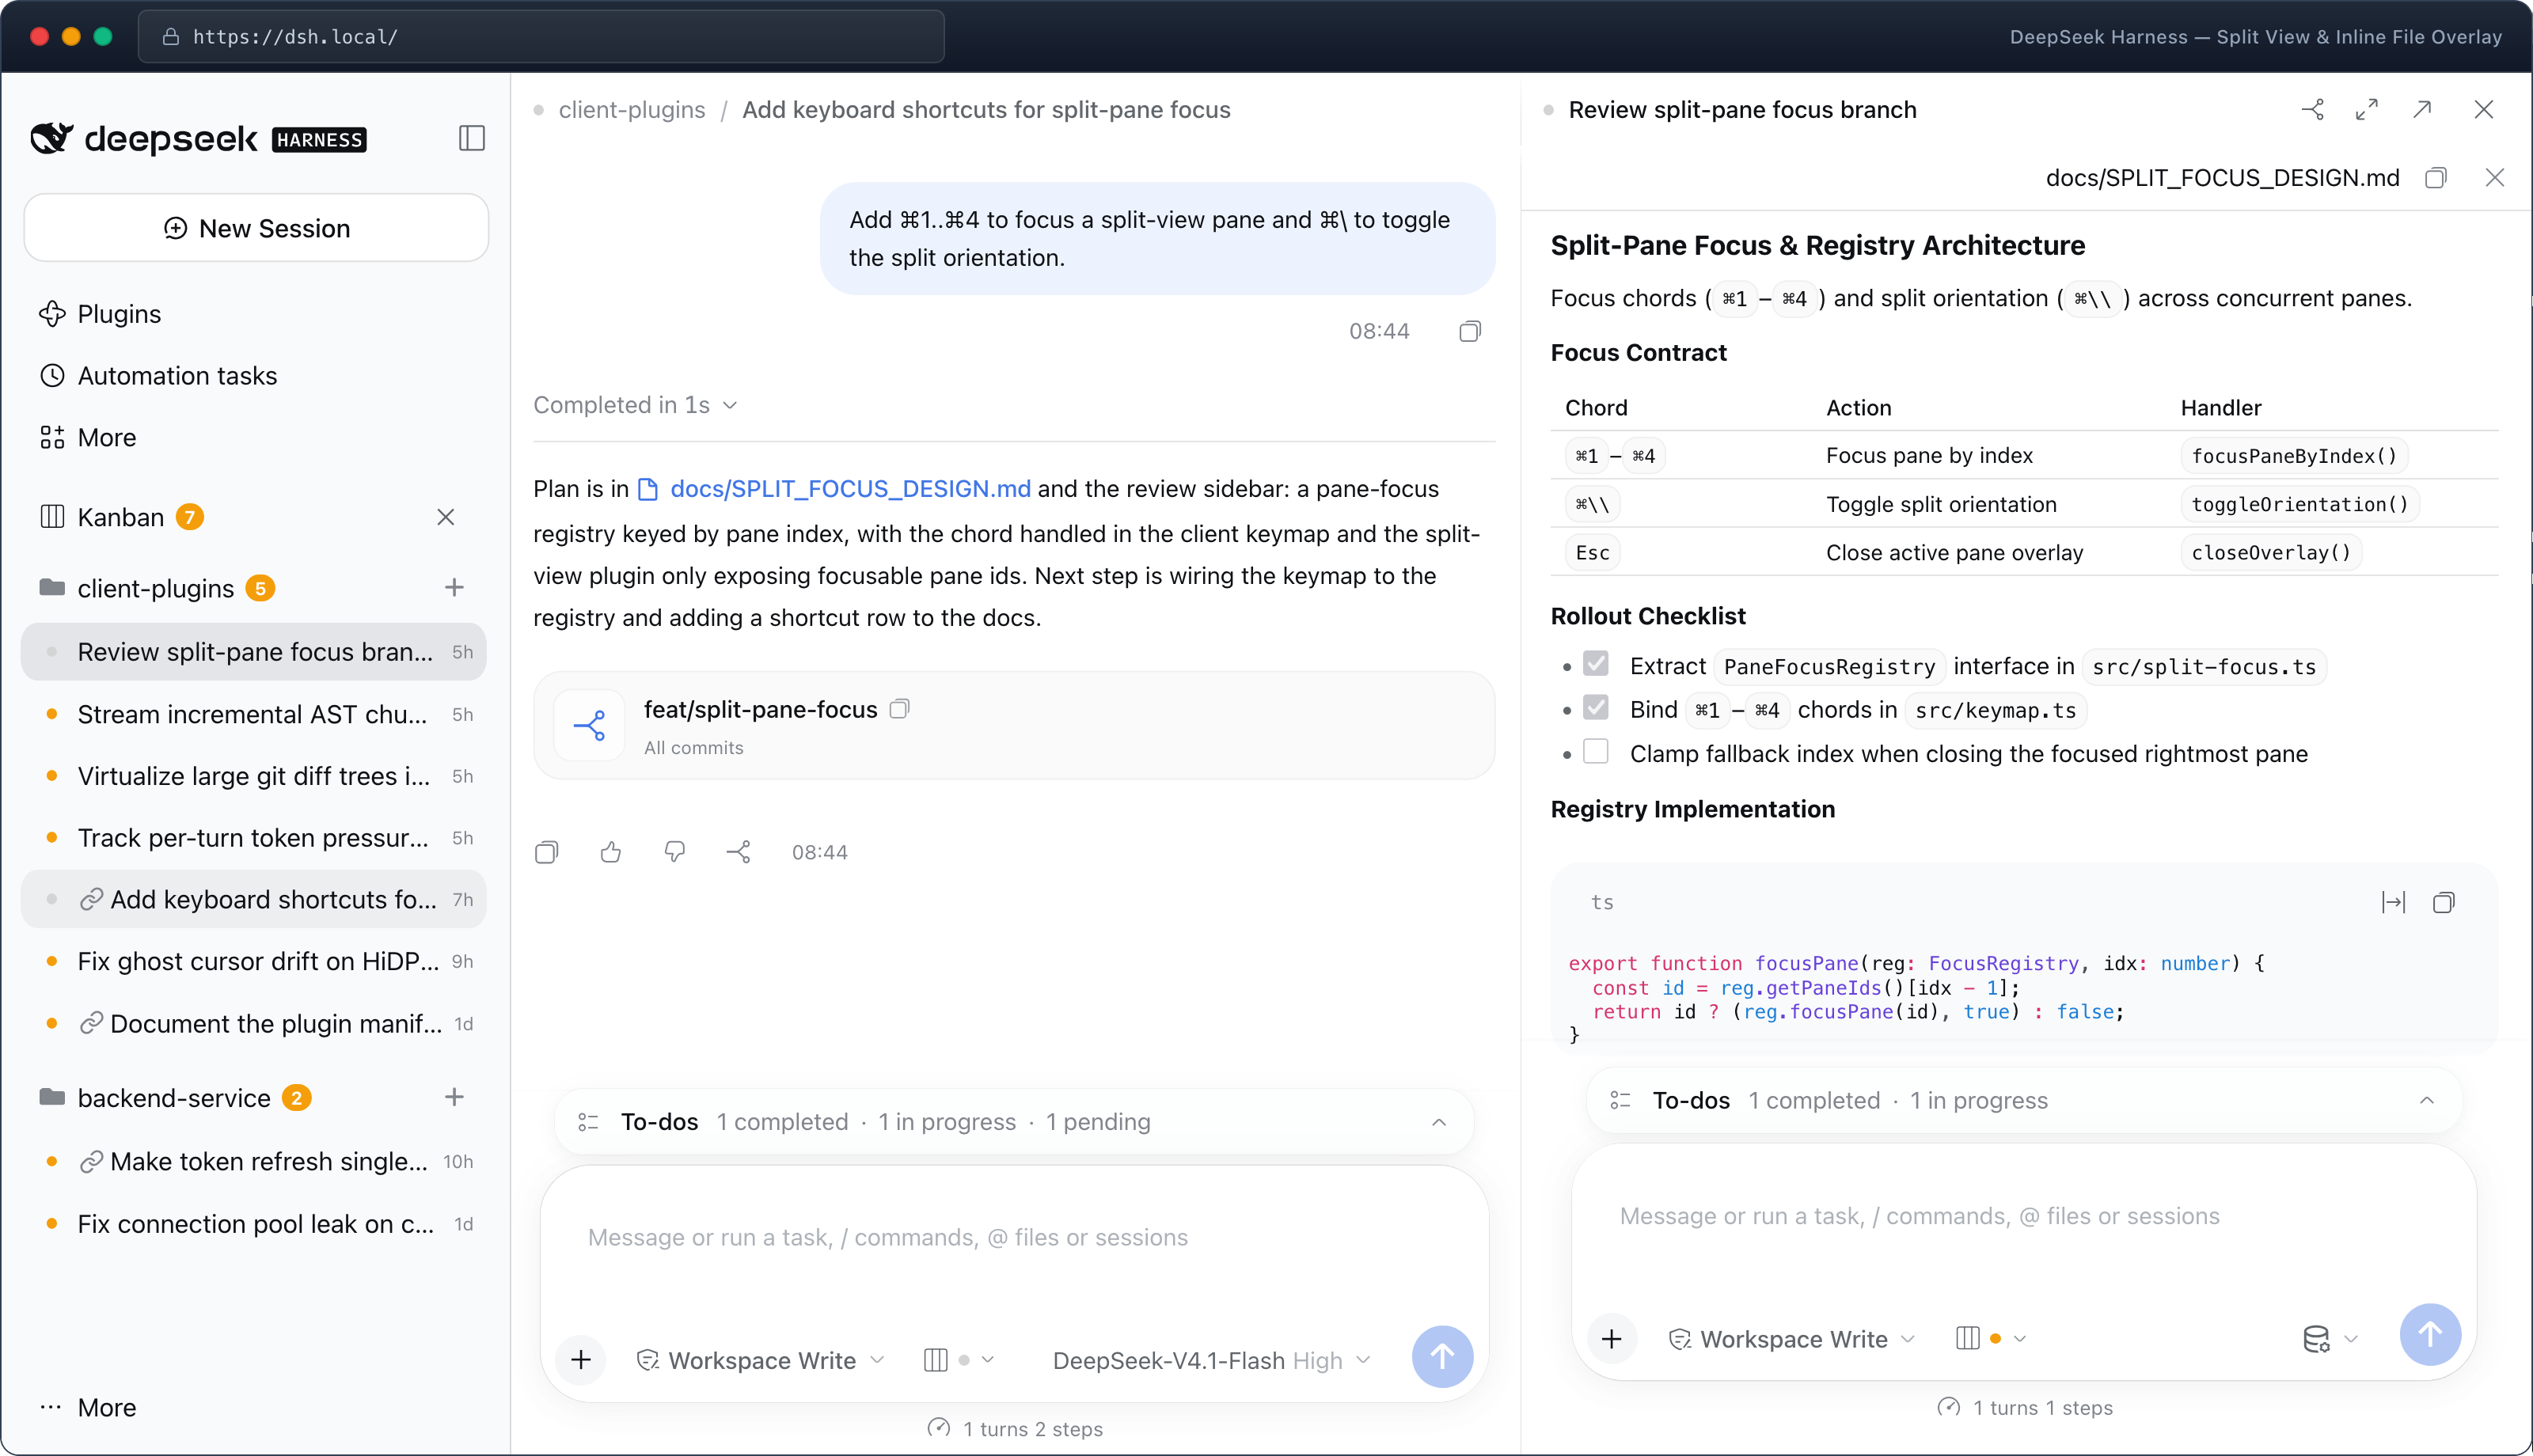 https://dsh.local/
DeepSeek Harness — Split View & Inline File Overlay
deepseek HARNESS
New Session
Plugins
Automation tasks
More
Kanban 7
client-plugins 5
Review split-pane focus bran... 5h
Stream incremental AST chu... 5h
Virtualize large git diff trees i... 5h
Track per-turn token pressur... 5h
Add keyboard shortcuts fo... 7h
Fix ghost cursor drift on HiDP... 9h
Document the plugin manif... 1d
backend-service 2
Make token refresh single... 10h
Fix connection pool leak on c... 1d
More
client-plugins / Add keyboard shortcuts for split-pane focus
Add ⌘1..⌘4 to focus a split-view pane and ⌘\ to toggle
the split orientation.
08:44
Completed in 1s
Plan is in docs/SPLIT_FOCUS_DESIGN.md and the review sidebar: a pane-focus
registry keyed by pane index, with the chord handled in the client keymap and the split-
view plugin only exposing focusable pane ids. Next step is wiring the keymap to the
registry and adding a shortcut row to the docs.
feat/split-pane-focus
All commits
08:44
To-dos 1 completed · 1 in progress · 1 pending
Message or run a task, / commands, @ files or sessions
Workspace Write
DeepSeek-V4.1-Flash High
1 turns 2 steps
Review split-pane focus branch
docs/SPLIT_FOCUS_DESIGN.md
Split-Pane Focus & Registry Architecture
Focus chords (⌘1–⌘4) and split orientation (⌘\\) across concurrent panes.
Focus Contract
Chord Action Handler
⌘1–⌘4 Focus pane by index focusPaneByIndex()
⌘\\ Toggle split orientation toggleOrientation()
Esc Close active pane overlay closeOverlay()
Rollout Checklist
Extract PaneFocusRegistry interface in src/split-focus.ts
Bind ⌘1–⌘4 chords in src/keymap.ts
Clamp fallback index when closing the focused rightmost pane
Registry Implementation
ts
export function focusPane(reg: FocusRegistry, idx: number) {
const id = reg.getPaneIds()[idx - 1];
return id ? (reg.focusPane(id), true) : false;
}
To-dos 1 completed · 1 in progress
Message or run a task, / commands, @ files or sessions
Workspace Write
1 turns 1 steps